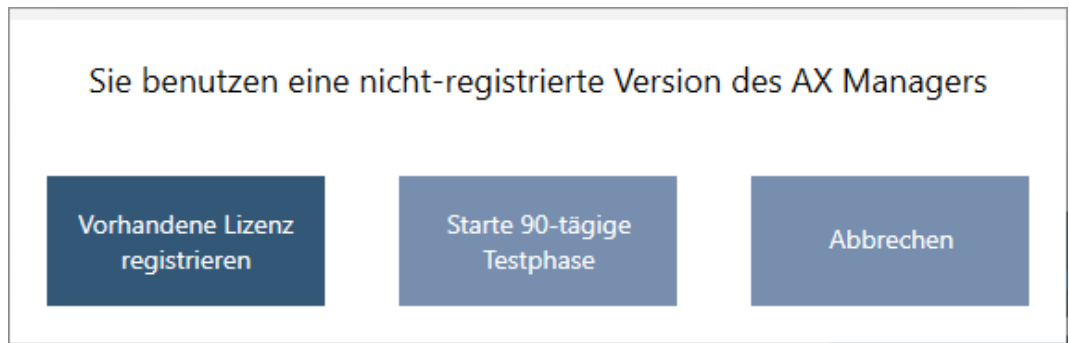 Sie benutzen eine nicht-registrierte Version des AX Managers
Vorhandene Lizenz
registrieren
Starte 90-tägige
Testphase
Abbrechen